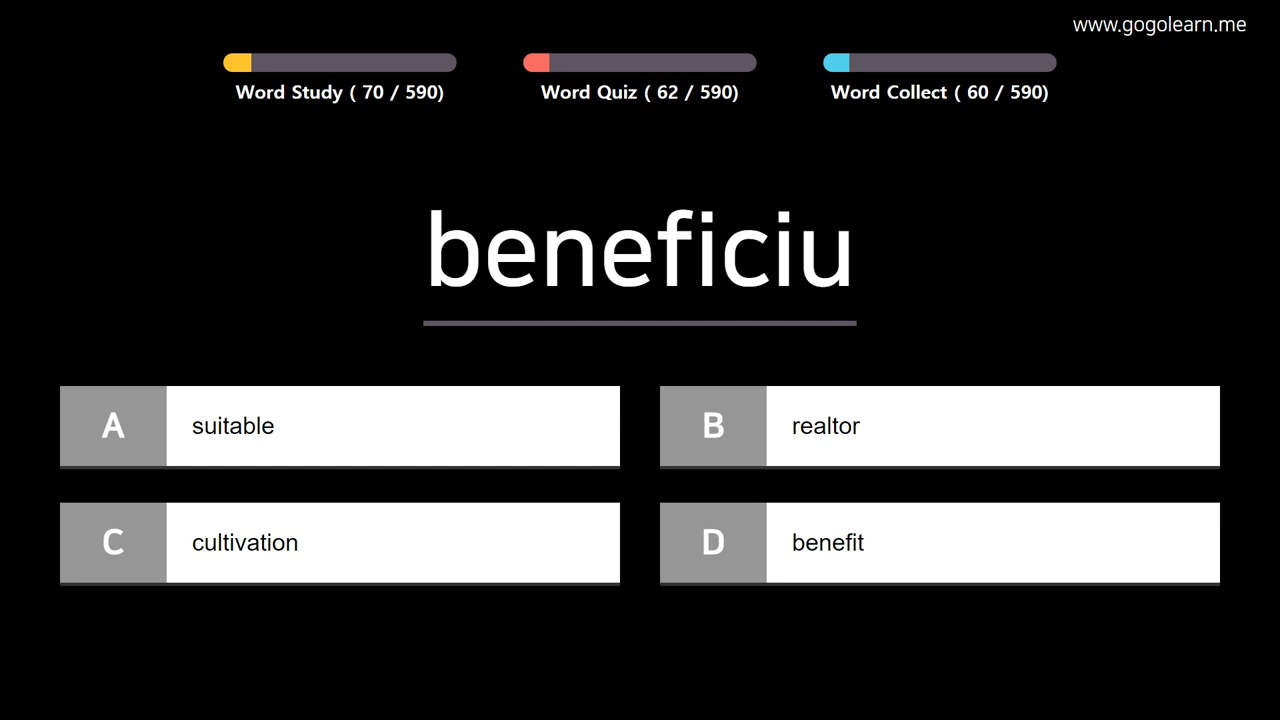 www.gogolearn.me
Word Study ( 70 / 590)
Word Quiz ( 62 / 590)
Word Collect ( 60 / 590)
beneficiu
A suitable
B realtor
C cultivation
D benefit